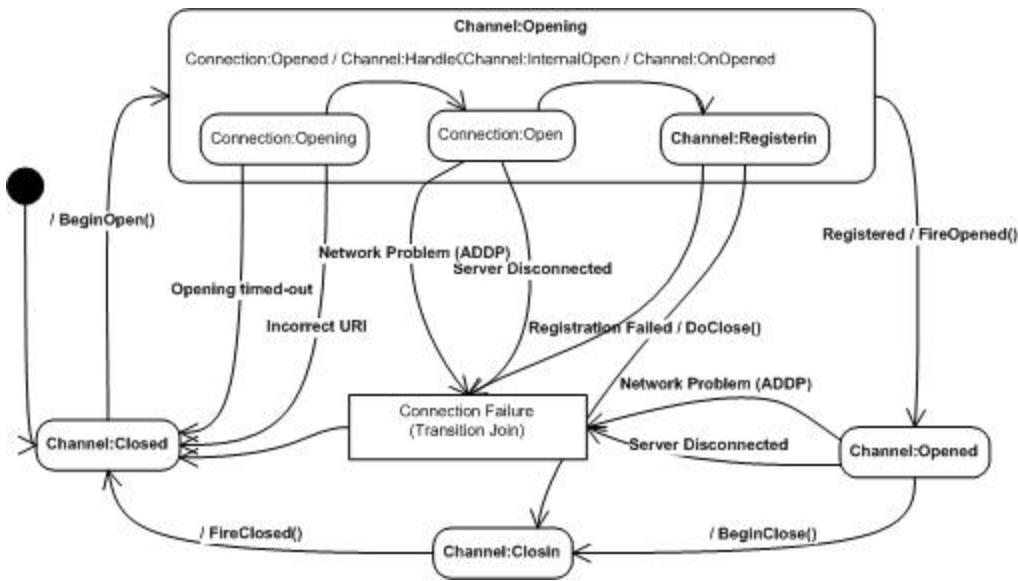 Channel:Opening
Connection:Opened / Channel:Handle
Channel:InternalOpen / Channel:OnOpened
Connection:Opening
Connection:Open
Channel:Registerin
/ BeginOpen()
Registered / FireOpened()
Network Problem (ADDP)
Server Disconnected
Opening timed-out
Incorrect URI
Registration Failed / DoClose()
Network Problem (ADDP)
Connection Failure
(Transition Join)
Channel:Closed
Server Disconnected
Channel:Opened
/ FireClosed()
/ BeginClose()
Channel:Closin